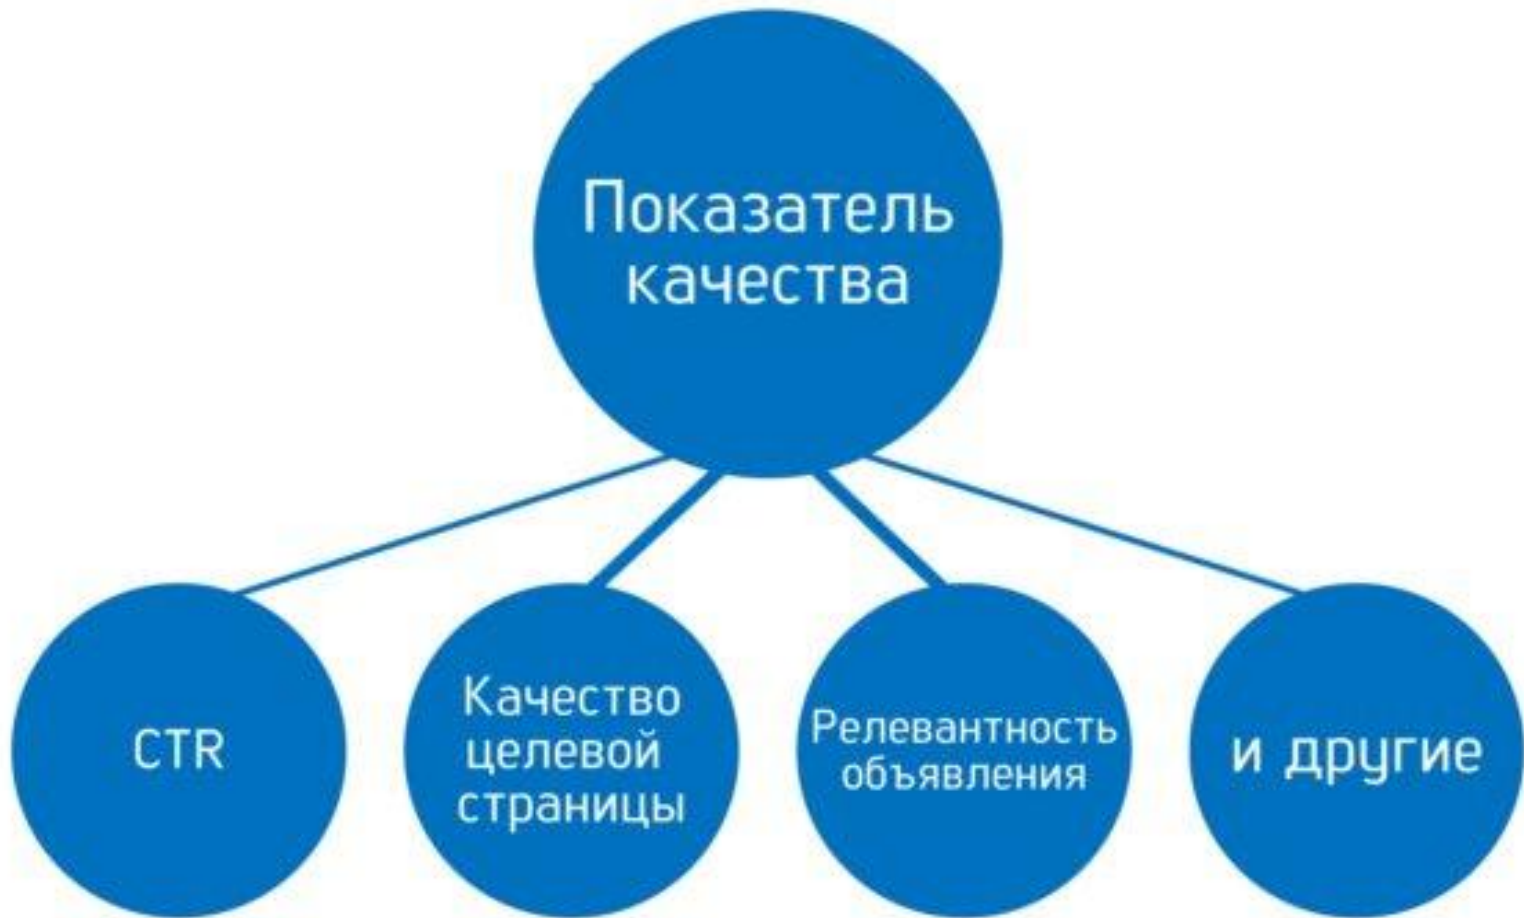 Показатель
качества
CTR
Качество
целевой
страницы
Релевантность
объявления
и другие